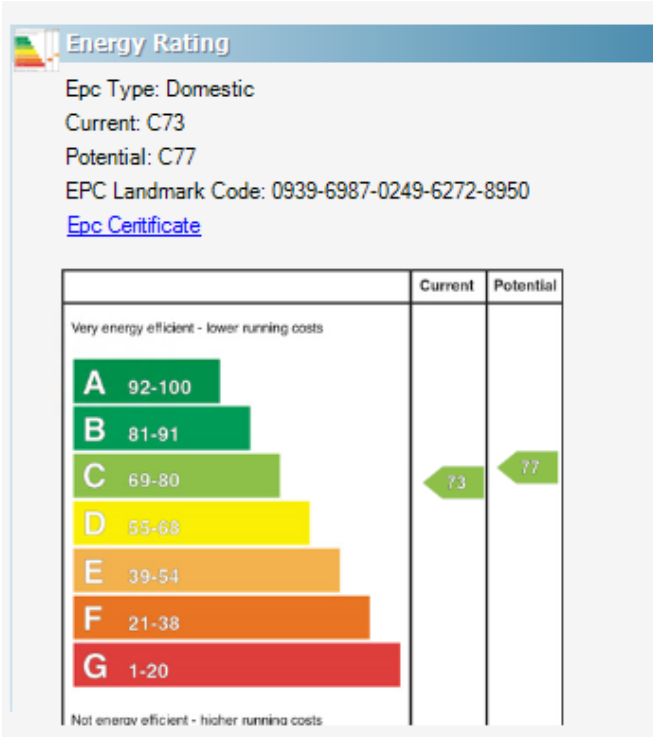 Energy Rating
Epc Type: Domestic
Current: C73
Potential: C77
EPC Landmark Code: 0939-6987-0249-6272-8950
Epc Ceritificate
Current Potential
Very energy efficient - lower running costs
A 92-100
B 81-91
C 69-80
73
77
D 55-68
E 39-54
F 21-38
G 1-20
Not energy efficient - higher running costs